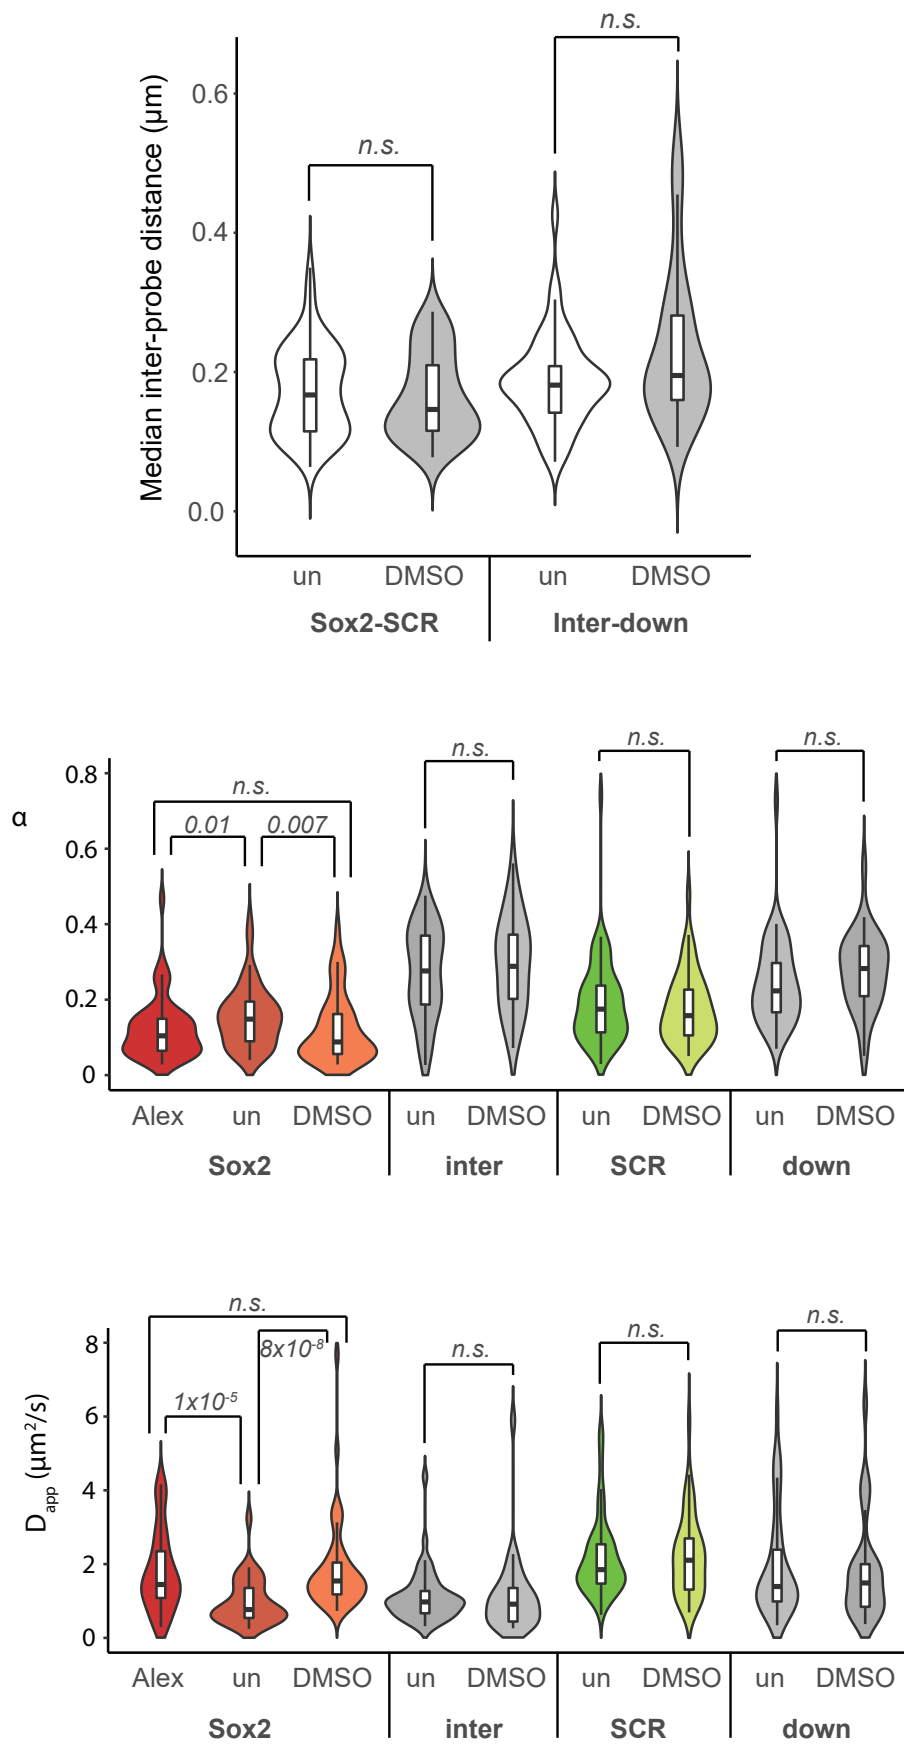 n.s.
n.s.
Median inter-probe distance (µm)
0.6
0.4
0.2
0.0
un DMSO un DMSO
Sox2-SCR Inter-down
n.s. n.s. n.s. n.s.
0.01 0.007
α
0.8
0.6
0.4
0.2
0
Alex un DMSO un DMSO un DMSO un DMSO
Sox2 inter SCR down
n.s. n.s. n.s. n.s.
8x10⁻⁸
1x10⁻⁵
D_app (µm²/s)
8
6
4
2
0
Alex un DMSO un DMSO un DMSO un DMSO
Sox2 inter SCR down